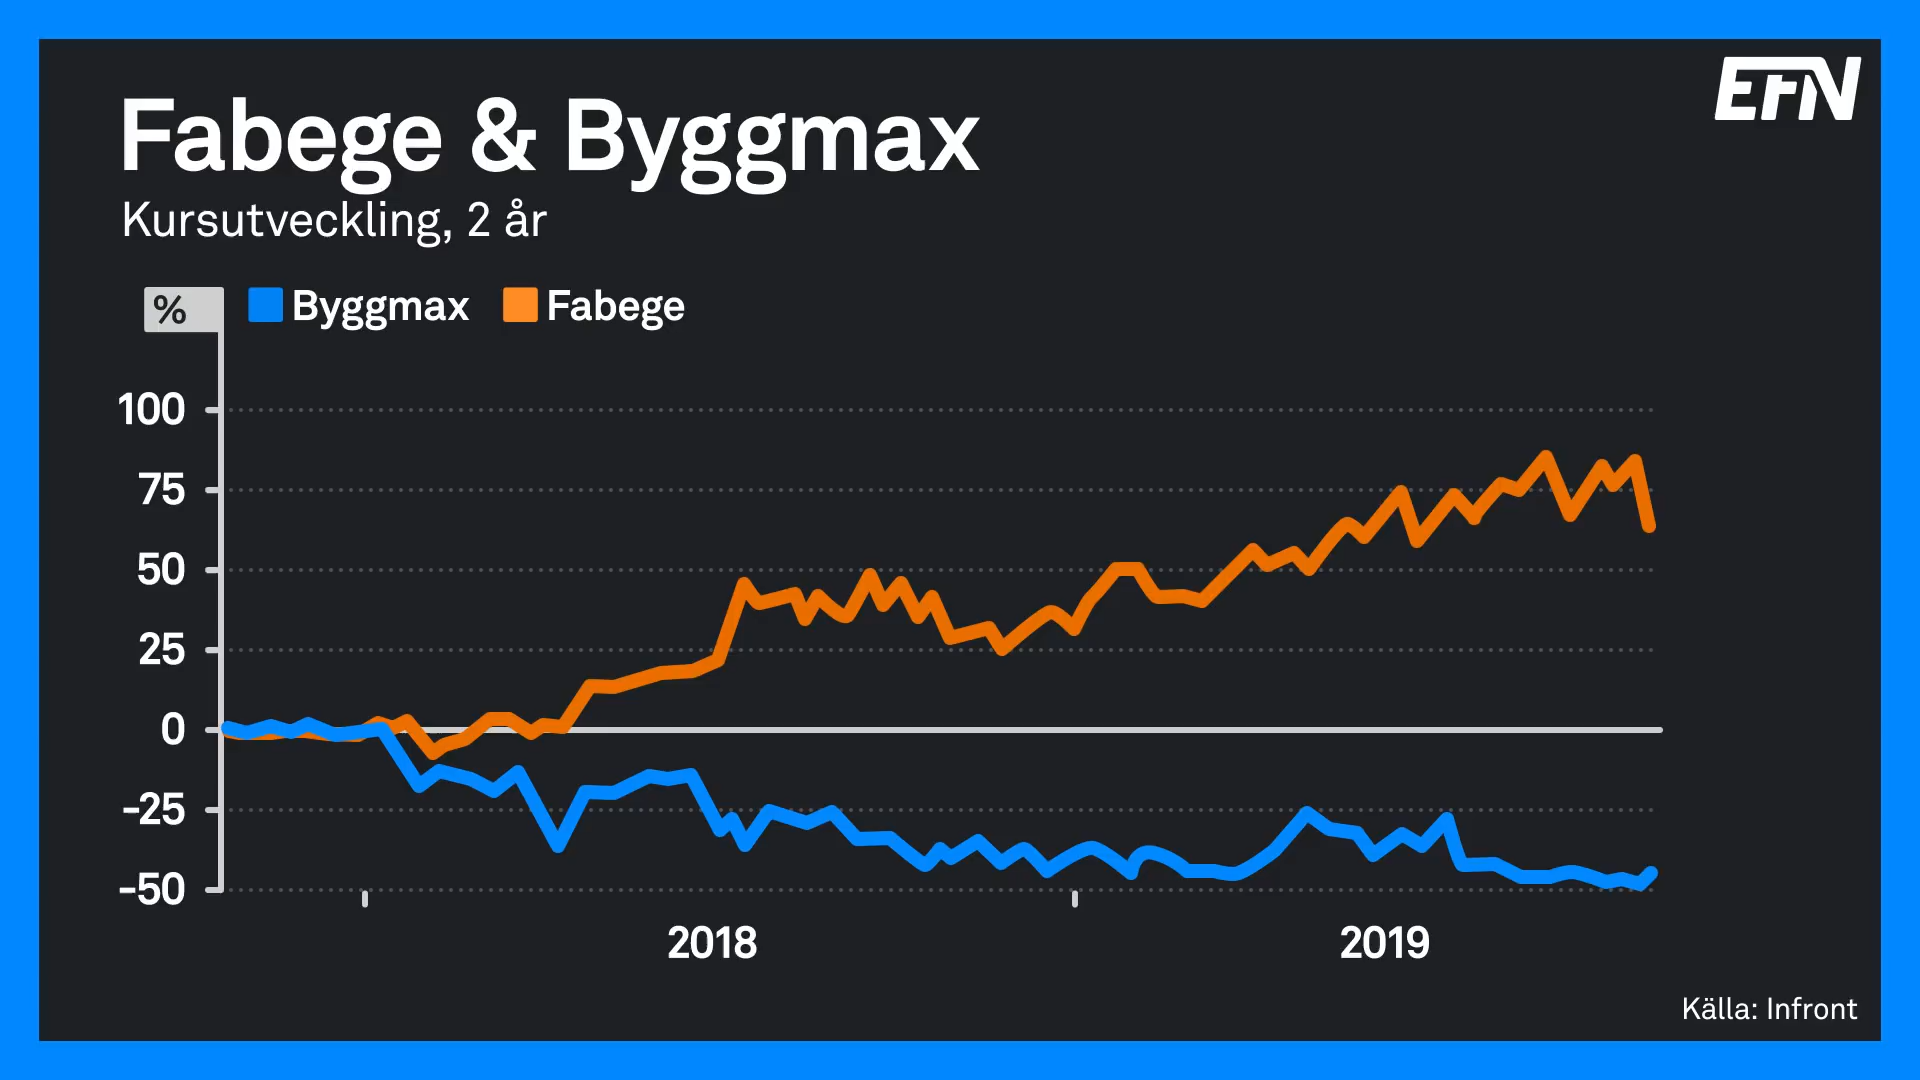 EFN
Fabege & Byggmax
Kursutveckling, 2 år
% Byggmax Fabege
100
75
50
25
0
-25
-50
2018 2019
Källa: Infront